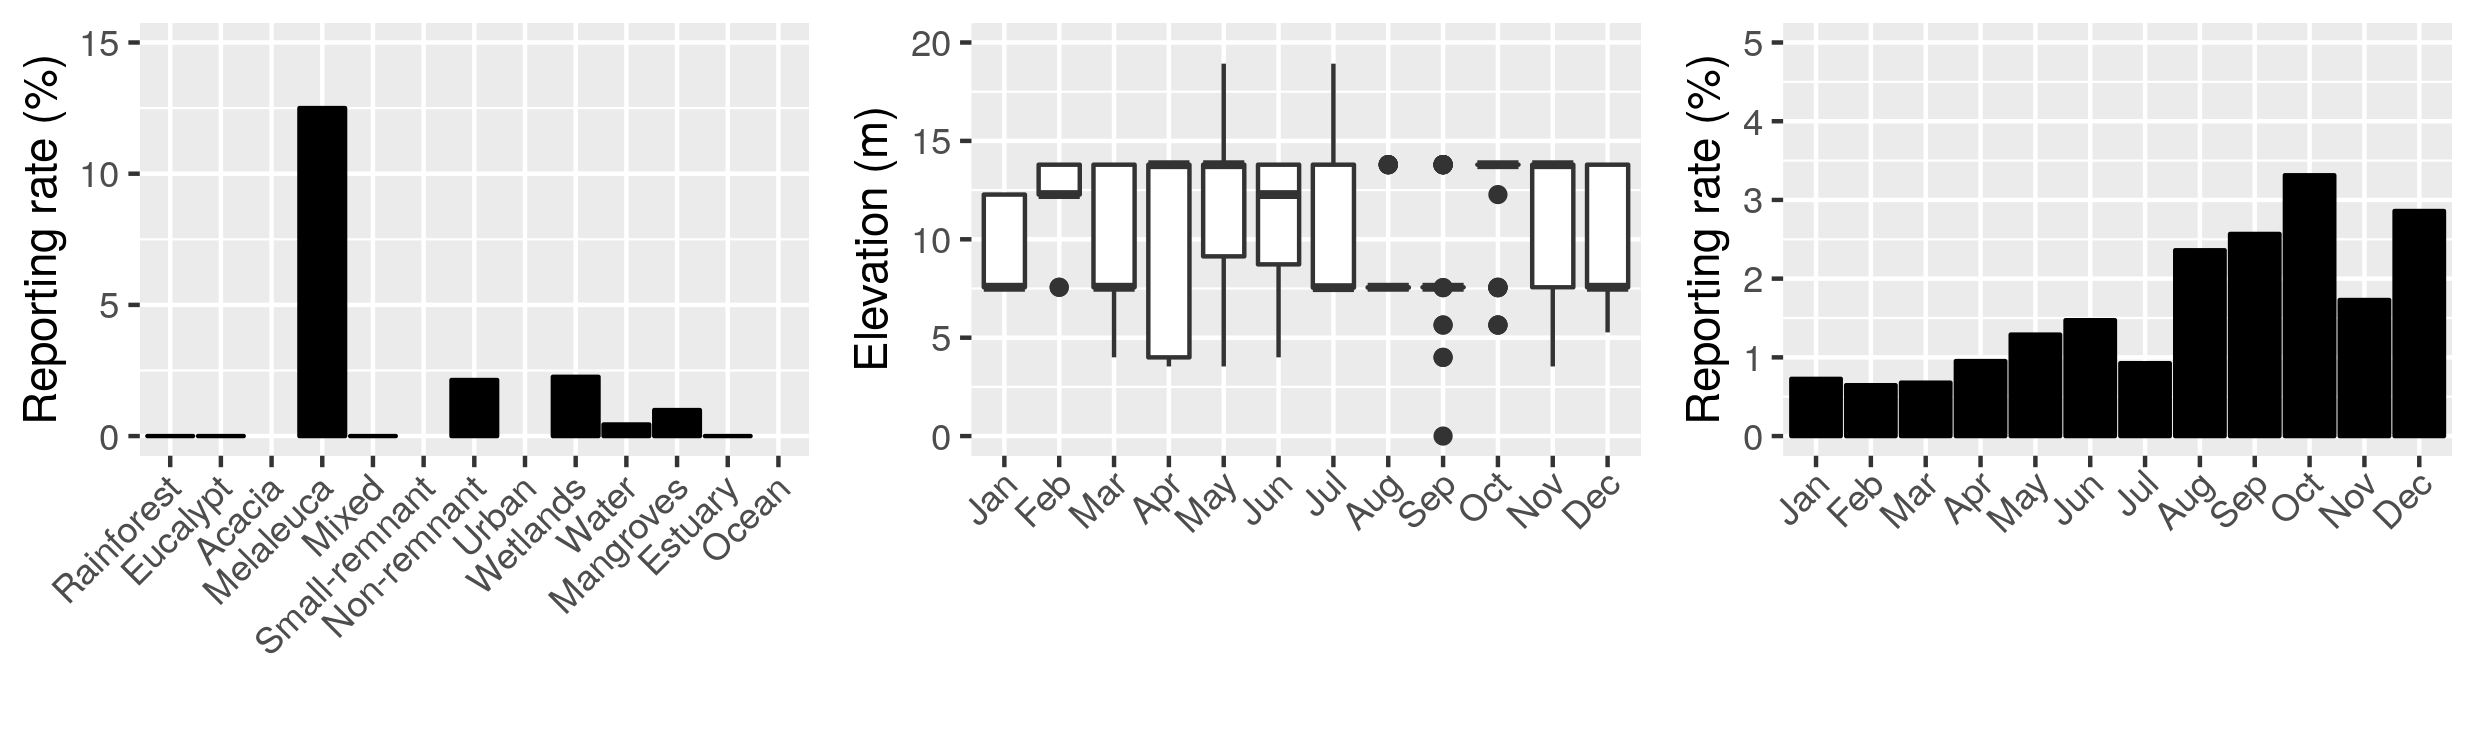 Reporting rate (%)
15
10
5
0
Rainforest
Eucalypt
Acacia
Melaleuca
Mixed
Small-remnant
Non-remnant
Urban
Wetlands
Water
Mangroves
Estuary
Ocean
Elevation (m)
20
15
10
5
0
Jan
Feb
Mar
Apr
May
Jun
Jul
Aug
Sep
Oct
Nov
Dec
Reporting rate (%)
5
4
3
2
1
0
Jan
Feb
Mar
Apr
May
Jun
Jul
Aug
Sep
Oct
Nov
Dec